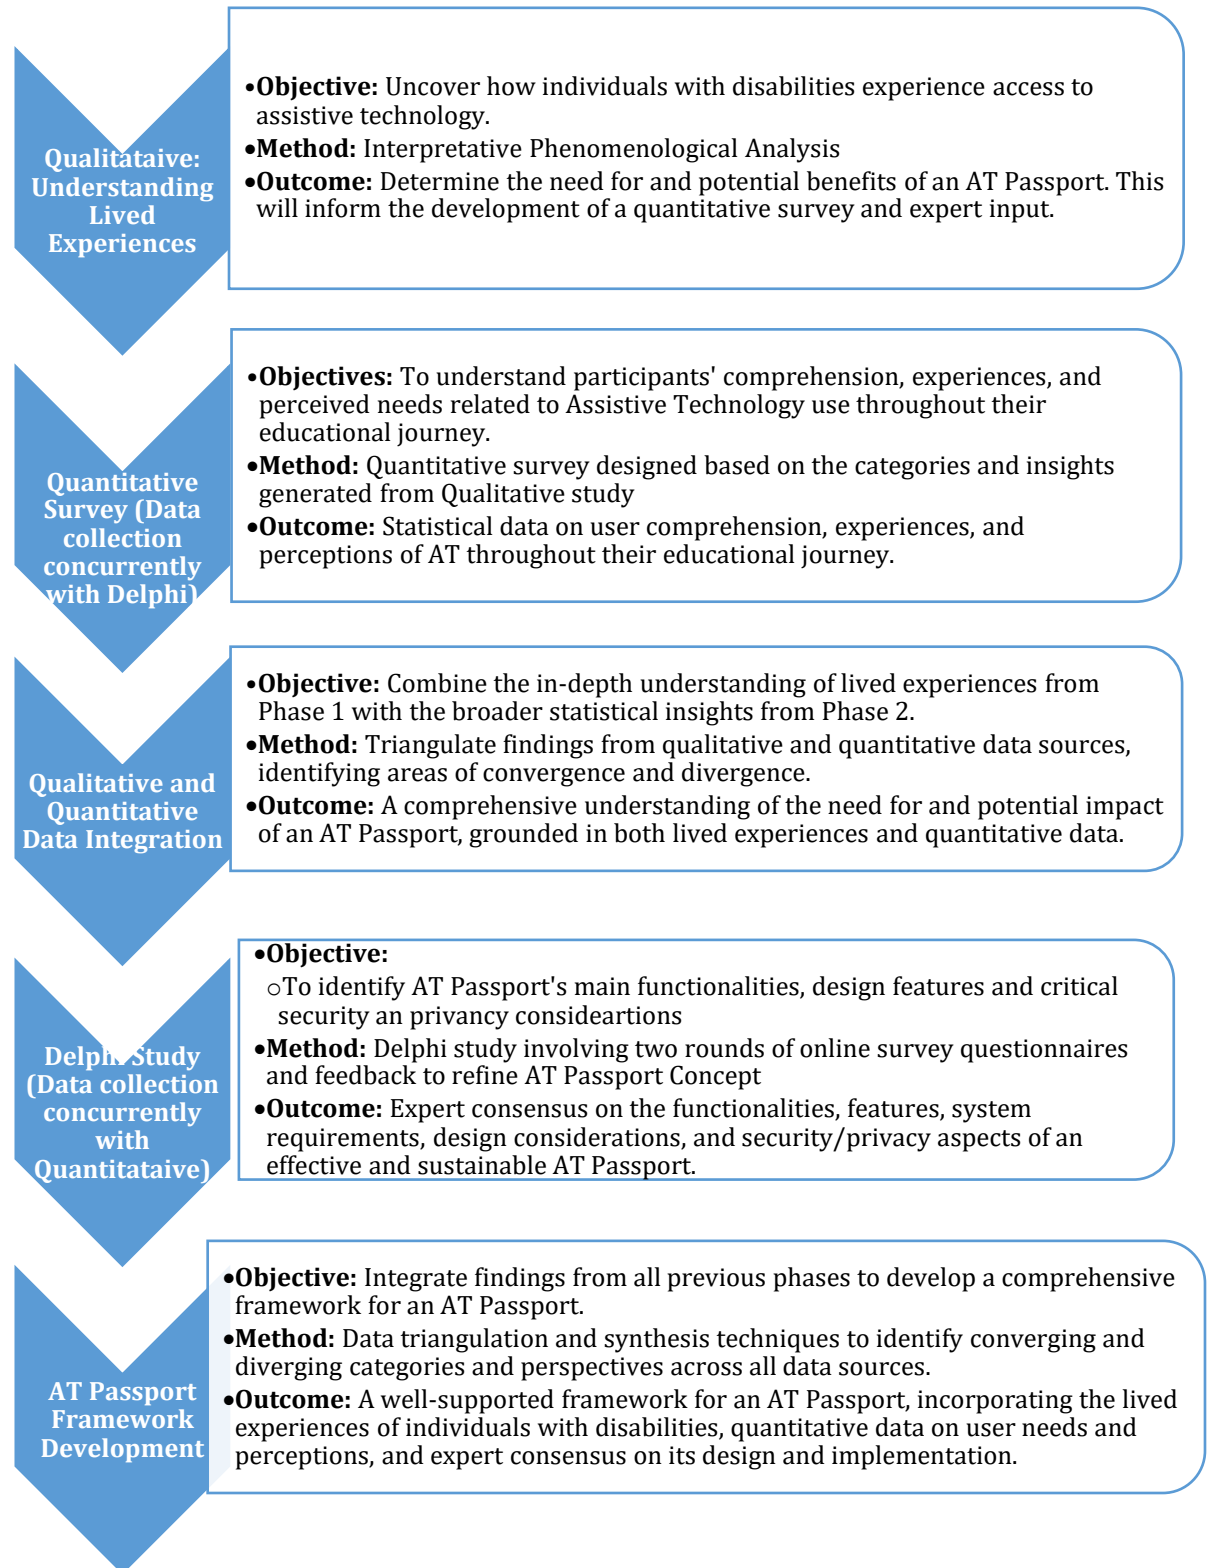 Qualitataive:
Understanding
Lived
Experiences
•Objective: Uncover how individuals with disabilities experience access to
assistive technology.
•Method: Interpretative Phenomenological Analysis
•Outcome: Determine the need for and potential benefits of an AT Passport. This
will inform the development of a quantitative survey and expert input.
Quantitative
Survey (Data
collection
concurrently
with Delphi)
•Objectives: To understand participants' comprehension, experiences, and
perceived needs related to Assistive Technology use throughout their
educational journey.
•Method: Quantitative survey designed based on the categories and insights
generated from Qualitative study
•Outcome: Statistical data on user comprehension, experiences, and
perceptions of AT throughout their educational journey.
Qualitative and
Quantitative
Data Integration
•Objective: Combine the in-depth understanding of lived experiences from
Phase 1 with the broader statistical insights from Phase 2.
•Method: Triangulate findings from qualitative and quantitative data sources,
identifying areas of convergence and divergence.
•Outcome: A comprehensive understanding of the need for and potential impact
of an AT Passport, grounded in both lived experiences and quantitative data.
Delphi Study
(Data collection
concurrently
with
Quantitataive)
•Objective:
oTo identify AT Passport's main functionalities, design features and critical
security an privancy consideartions
•Method: Delphi study involving two rounds of online survey questionnaires
and feedback to refine AT Passport Concept
•Outcome: Expert consensus on the functionalities, features, system
requirements, design considerations, and security/privacy aspects of an
effective and sustainable AT Passport.
AT Passport
Framework
Development
•Objective: Integrate findings from all previous phases to develop a comprehensive
framework for an AT Passport.
•Method: Data triangulation and synthesis techniques to identify converging and
diverging categories and perspectives across all data sources.
•Outcome: A well-supported framework for an AT Passport, incorporating the lived
experiences of individuals with disabilities, quantitative data on user needs and
perceptions, and expert consensus on its design and implementation.